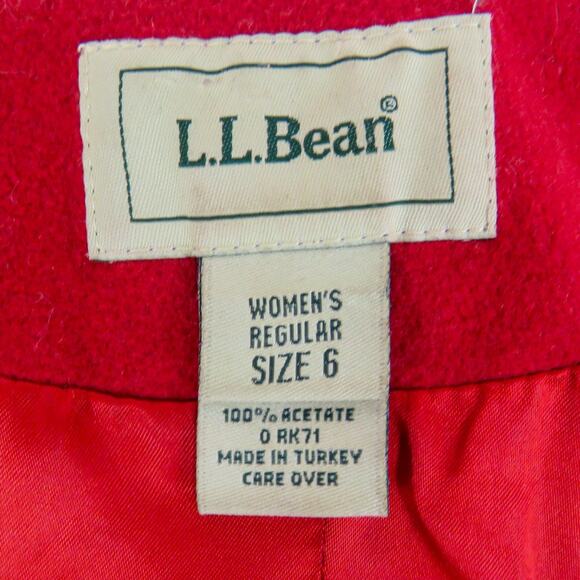 L.L.Bean®
WOMEN'S
REGULAR
SIZE 6
100% ACETATE
0 RK71
MADE IN TURKEY
CARE OVER